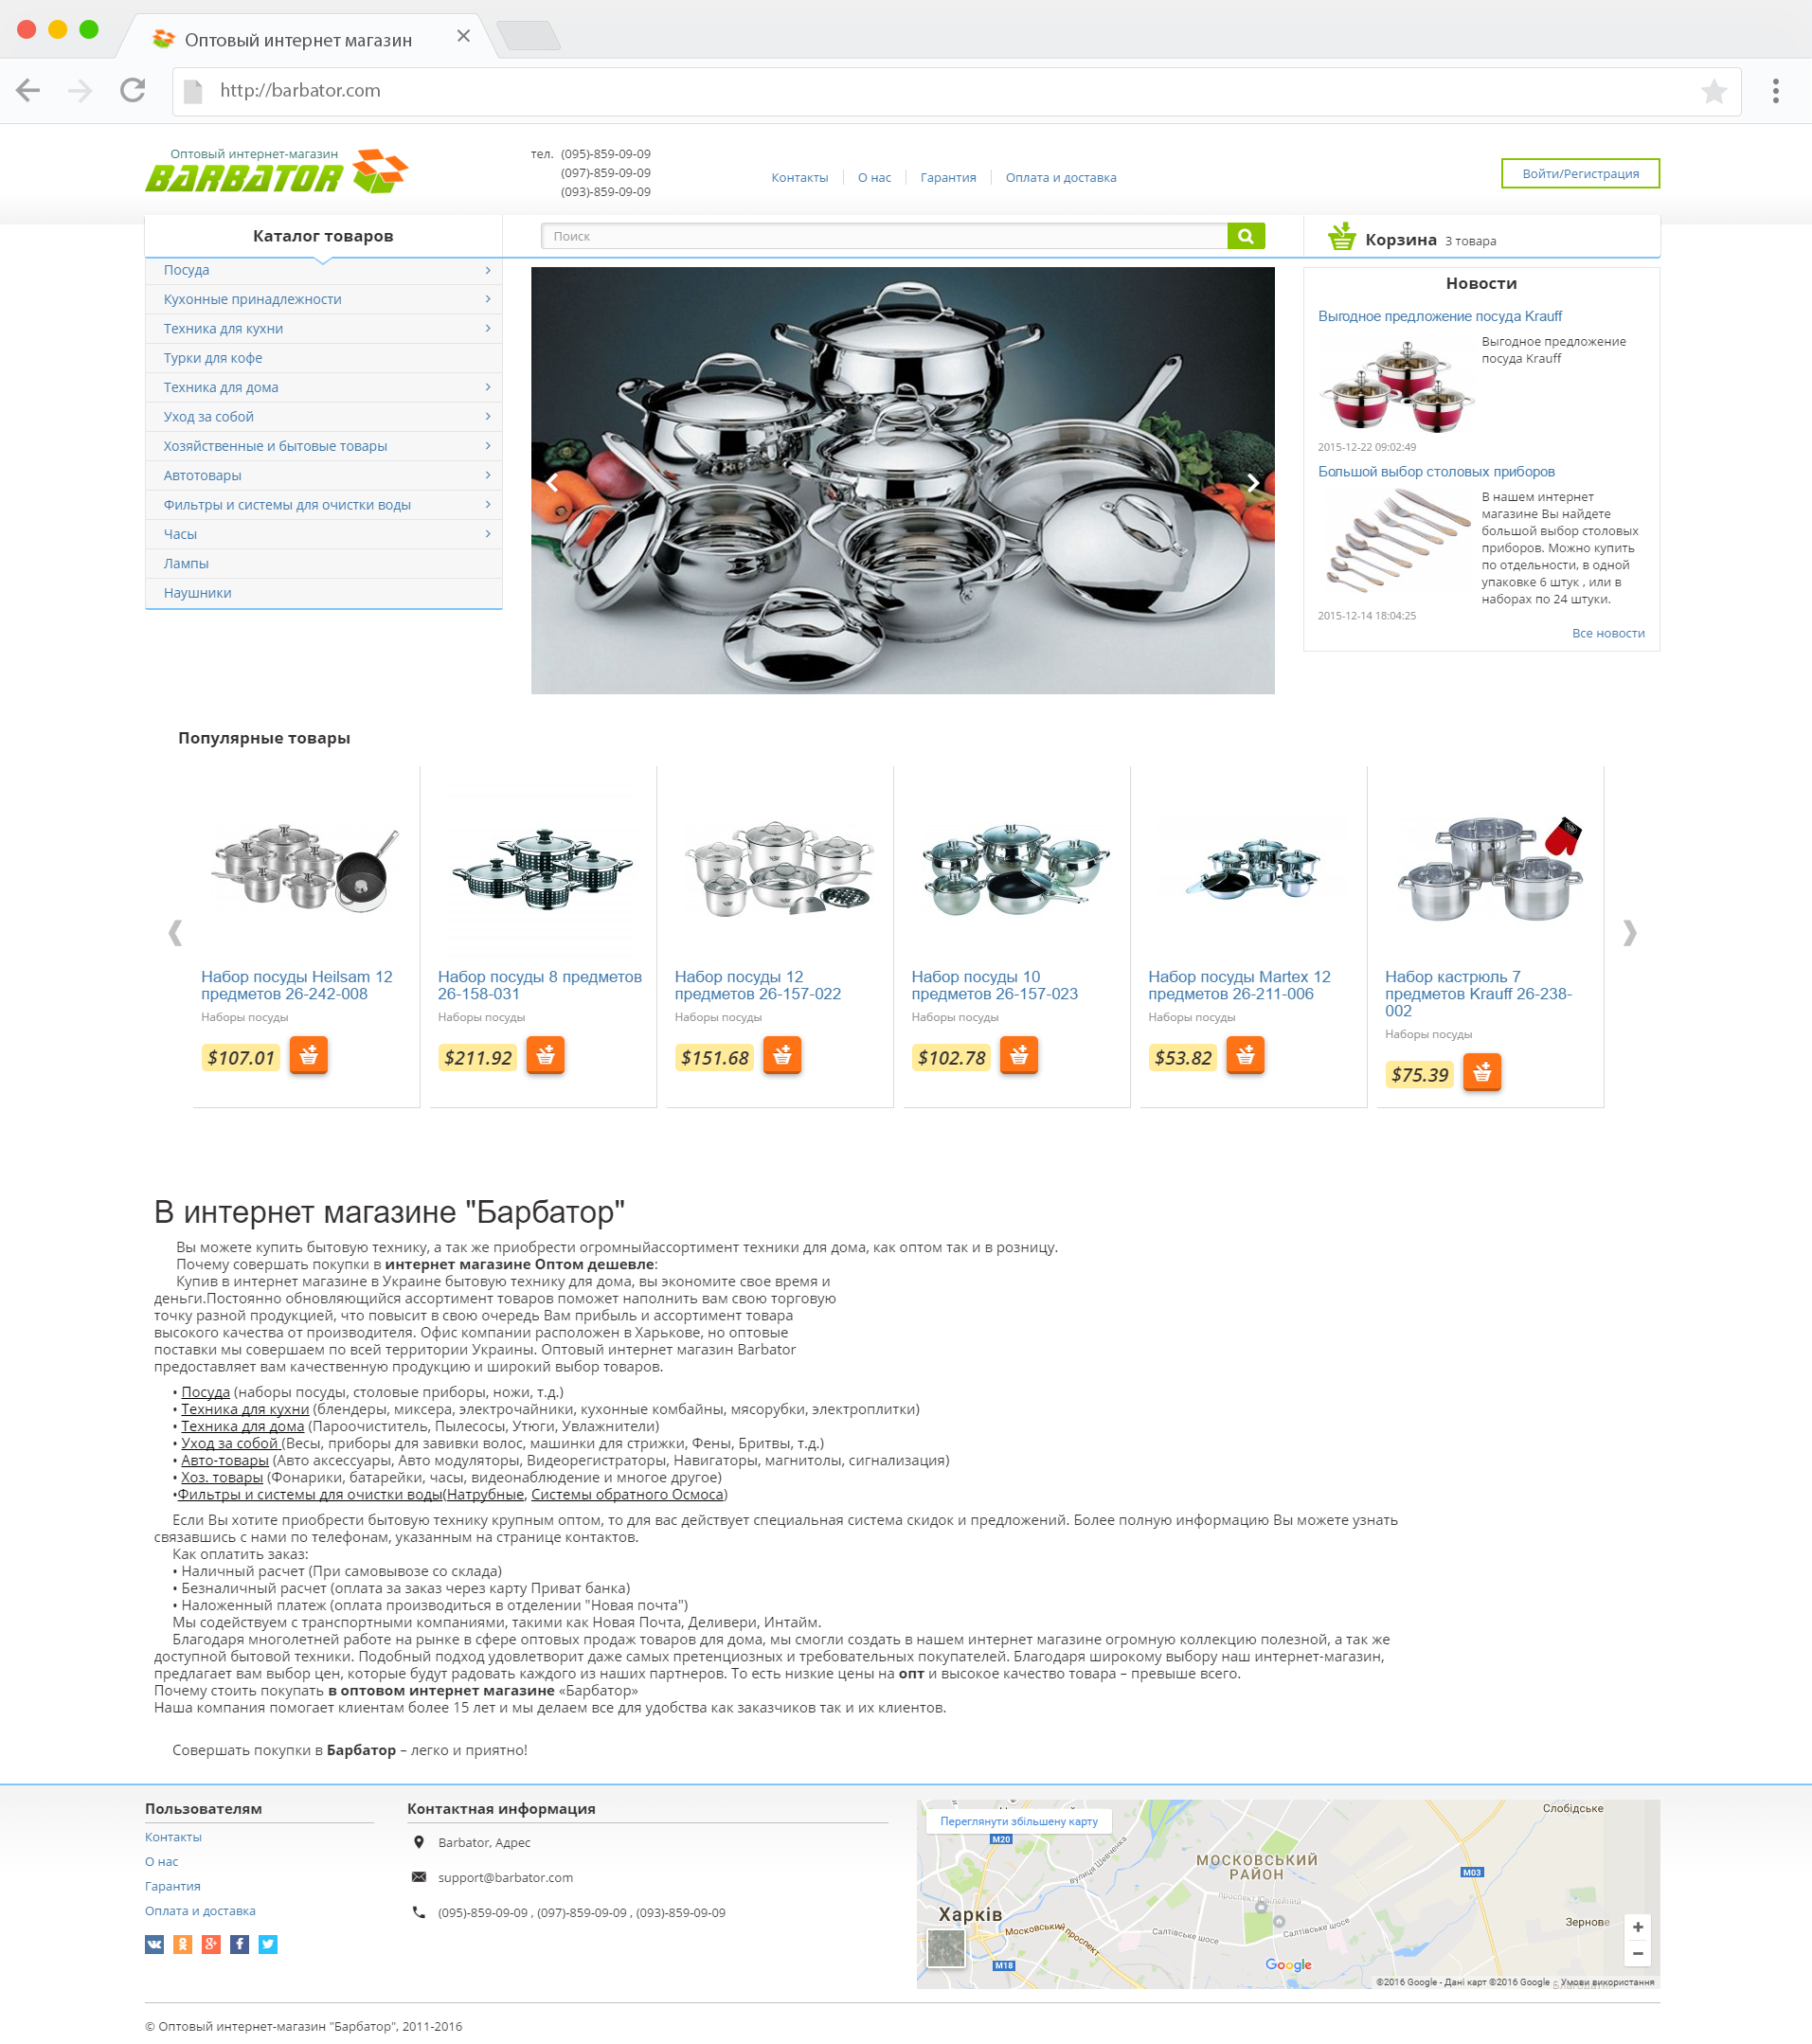 Оптовый интернет магазин
http://barbator.com
Оптовый интернет-магазин
BARBATOR
тел. (095)-859-09-09
(097)-859-09-09
(093)-859-09-09
Контакты
О нас
Гарантия
Оплата и доставка
Войти/Регистрация
Каталог товаров
Поиск
Корзина 3 товара
Посуда
Кухонные принадлежности
Техника для кухни
Турки для кофе
Техника для дома
Уход за собой
Хозяйственные и бытовые товары
Автотовары
Фильтры и системы для очистки воды
Часы
Лампы
Наушники
Новости
Выгодное предложение посуда Krauff
Выгодное предложение
посуда Krauff
2015-12-22 09:02:49
Большой выбор столовых приборов
В нашем интернет
магазине Вы найдете
большой выбор столовых
приборов. Можно купить
по отдельности, в одной
упаковке 6 штук , или в
наборах по 24 штуки.
2015-12-14 18:04:25
Все новости
Популярные товары
Набор посуды Heilsam 12
предметов 26-242-008
Наборы посуды
$107.01
Набор посуды 8 предметов
26-158-031
Наборы посуды
$211.92
Набор посуды 12
предметов 26-157-022
Наборы посуды
$151.68
Набор посуды 10
предметов 26-157-023
Наборы посуды
$102.78
Набор посуды Martex 12
предметов 26-211-006
Наборы посуды
$53.82
Набор кастрюль 7
предметов Krauff 26-238-
002
Наборы посуды
$75.39
В интернет магазине "Барбатор"
Вы можете купить бытовую технику, а так же приобрести огромныйассортимент техники для дома, как оптом так и в розницу.
Почему совершать покупки в интернет магазине Оптом дешевле:
Купив в интернет магазине в Украине бытовую технику для дома, вы экономите свое время и
деньги.Постоянно обновляющийся ассортимент товаров поможет наполнить вам свою торговую
точку разной продукцией, что повысит в свою очередь Вам прибыль и ассортимент товара
высокого качества от производителя. Офис компании расположен в Харькове, но оптовые
поставки мы совершаем по всей территории Украины. Оптовый интернет магазин Barbator
предоставляет вам качественную продукцию и широкий выбор товаров.
• Посуда (наборы посуды, столовые приборы, ножи, т.д.)
• Техника для кухни (блендеры, миксера, электрочайники, кухонные комбайны, мясорубки, электроплитки)
• Техника для дома (Пароочиститель, Пылесосы, Утюги, Увлажнители)
• Уход за собой (Весы, приборы для завивки волос, машинки для стрижки, Фены, Бритвы, т.д.)
• Авто-товары (Авто аксессуары, Авто модуляторы, Видеорегистраторы, Навигаторы, магнитолы, сигнализация)
• Хоз. товары (Фонарики, батарейки, часы, видеонаблюдение и многое другое)
•Фильтры и системы для очистки воды(Натрубные, Системы обратного Осмоса)
Если Вы хотите приобрести бытовую технику крупным оптом, то для вас действует специальная система скидок и предложений. Более полную информацию Вы можете узнать
связавшись с нами по телефонам, указанным на странице контактов.
Как оплатить заказ:
• Наличный расчет (При самовывозе со склада)
• Безналичный расчет (оплата за заказ через карту Приват банка)
• Наложенный платеж (оплата производиться в отделении "Новая почта")
Мы содействуем с транспортными компаниями, такими как Новая Почта, Деливери, Интайм.
Благодаря многолетней работе на рынке в сфере оптовых продаж товаров для дома, мы смогли создать в нашем интернет магазине огромную коллекцию полезной, а так же
доступной бытовой техники. Подобный подход удовлетворит даже самых претенциозных и требовательных покупателей. Благодаря широкому выбору наш интернет-магазин,
предлагает вам выбор цен, которые будут радовать каждого из наших партнеров. То есть низкие цены на опт и высокое качество товара – превыше всего.
Почему стоить покупать в оптовом интернет магазине «Барбатор»
Наша компания помогает клиентам более 15 лет и мы делаем все для удобства как заказчиков так и их клиентов.
Совершать покупки в Барбатор – легко и приятно!
Пользователям
Контакты
О нас
Гарантия
Оплата и доставка
Контактная информация
Barbator, Адрес
support@barbator.com
(095)-859-09-09 , (097)-859-09-09 , (093)-859-09-09
Переглянути збільшену карту
Слобідське
М20
вулиця Шевченка
МОСКОВСЬКИЙ
РАЙОН
М03
проспект Ювілейний
Харків
Московський проспект
Салтівське шосе
Салтівське шосе
Зернове
М18
Google
©2016 Google - Дані карт ©2016 Google
Умови використання
© Оптовый интернет-магазин "Барбатор", 2011-2016